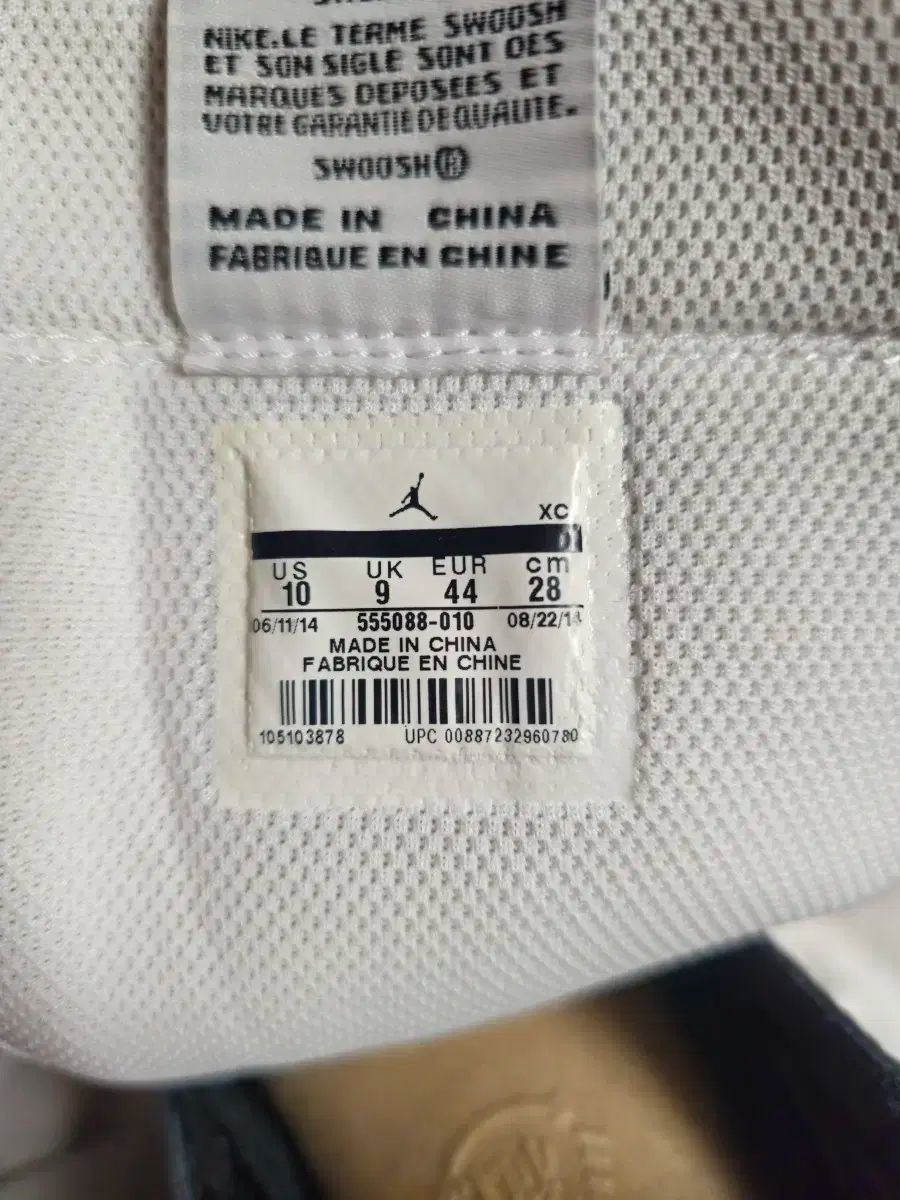 NIKE.LE TERME SWOOSH
ET SON SIGLE SONT DES
MARQUES DEPOSEES ET
VOTRE GARANTIE DE QUALITE.
SWOOSH®
MADE IN CHINA
FABRIQUE EN CHINE
XC
US UK EUR cm
10 9 44 28
06/11/14 555088-010 08/22/14
MADE IN CHINA
FABRIQUE EN CHINE
105103878 UPC 00887232960780